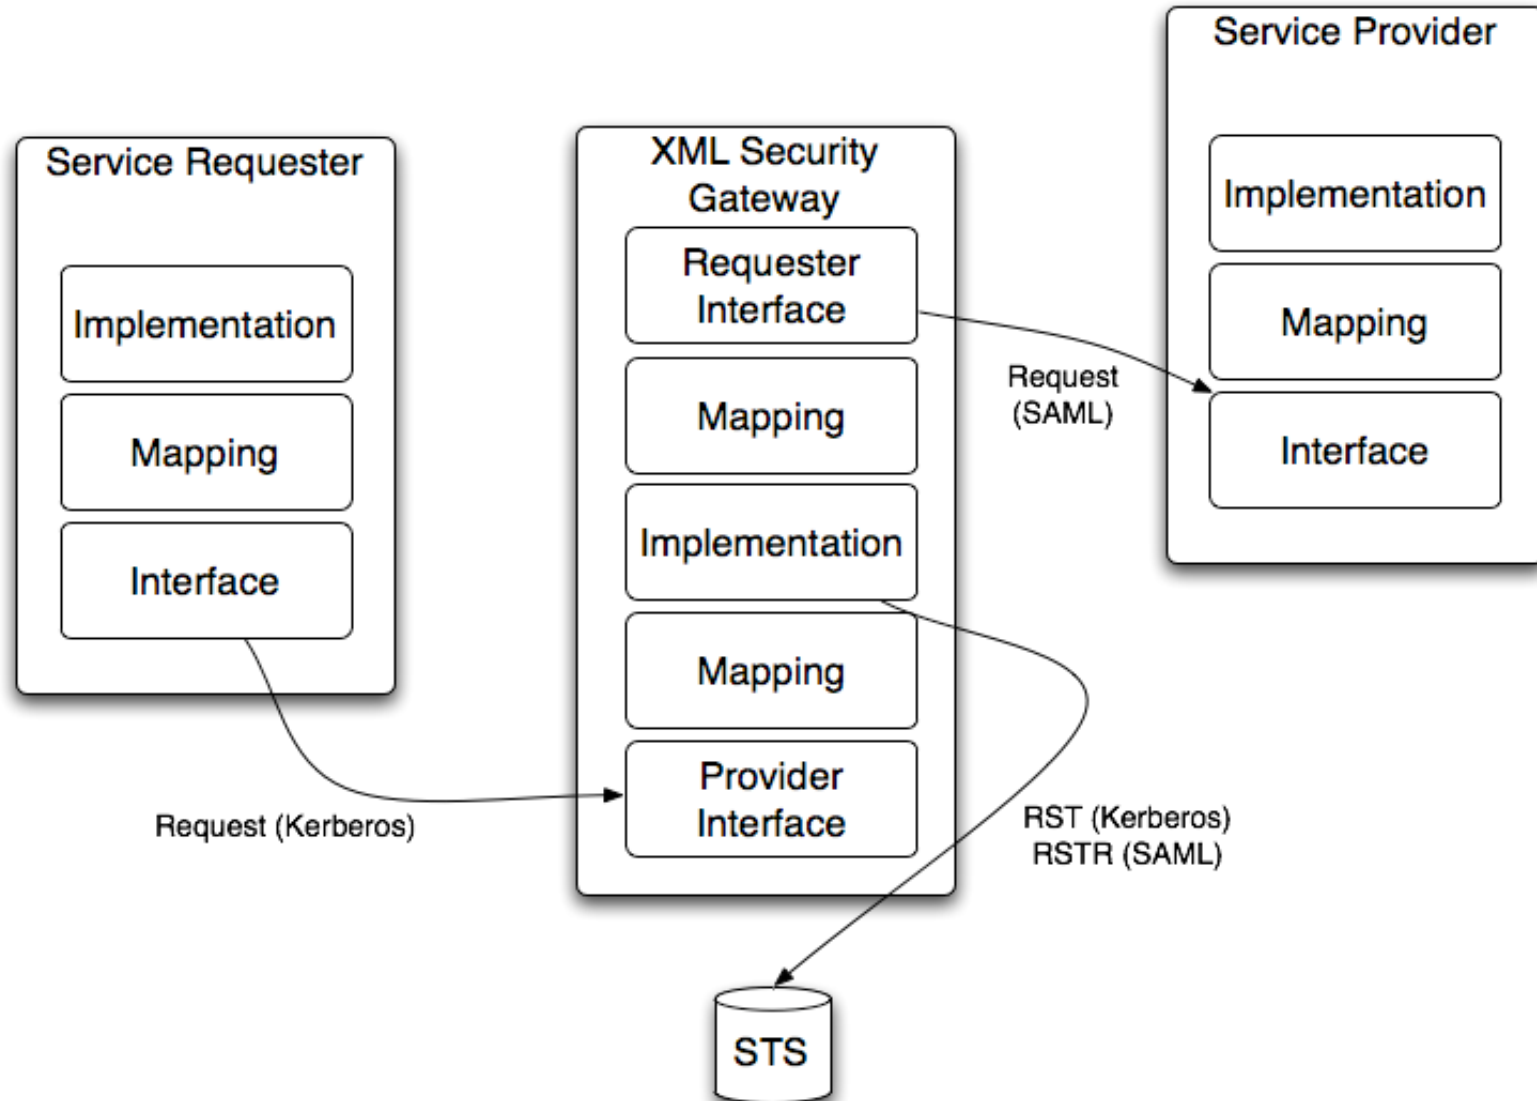 Service Requester
Implementation
Mapping
Interface
Request (Kerberos)
XML Security
Gateway
Requester
Interface
Mapping
Implementation
Mapping
Provider
Interface
Request
(SAML)
RST (Kerberos)
RSTR (SAML)
STS
Service Provider
Implementation
Mapping
Interface